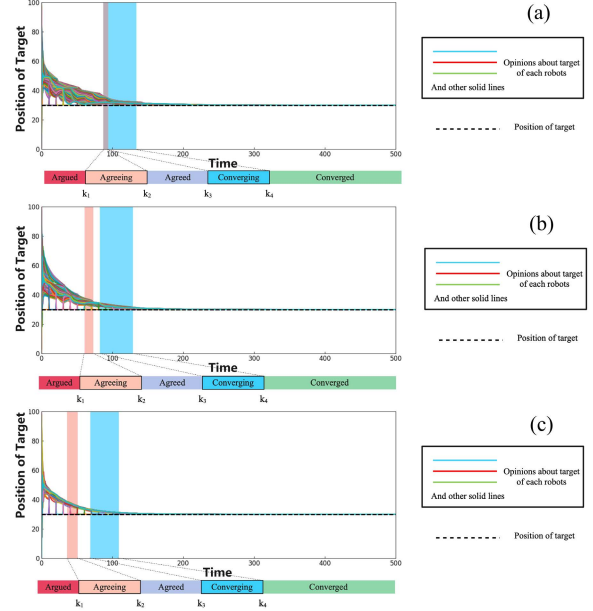 (a)
Position of Target
100
80
60
40
20
0
0 100 200 300 400 500
Time
Opinions about target
of each robots
And other solid lines
Position of target
Argued Agreeing Agreed Converging Converged
k1 k2 k3 k4
(b)
Position of Target
100
80
60
40
20
0
0 100 200 300 400 500
Time
Opinions about target
of each robots
And other solid lines
Position of target
Argued Agreeing Agreed Converging Converged
k1 k2 k3 k4
(c)
Position of Target
100
80
60
40
20
0
0 100 200 300 400 500
Time
Opinions about target
of each robots
And other solid lines
Position of target
Argued Agreeing Agreed Converging Converged
k1 k2 k3 k4